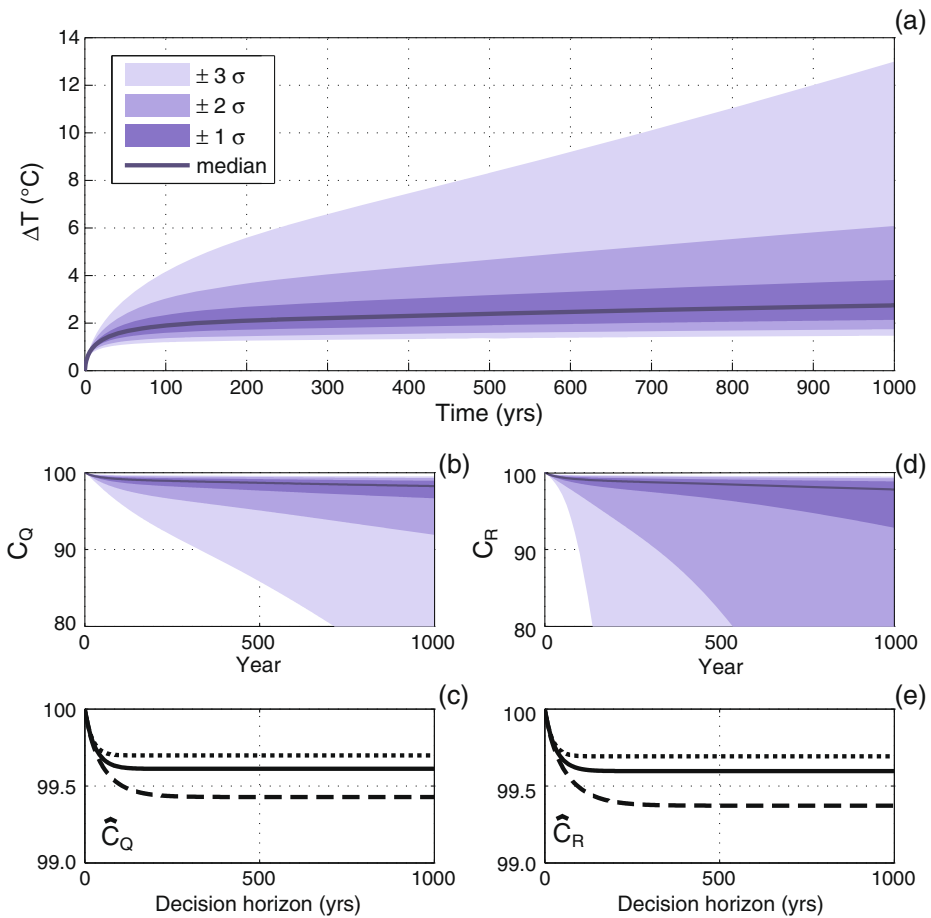 (a)
14
12
10
8
6
4
2
0
ΔT (°C)
± 3 σ
± 2 σ
± 1 σ
median
0 100 200 300 400 500 600 700 800 900 1000
Time (yrs)
(b)
100
90
80
C_Q
0 500 1000
Year
(d)
100
90
80
C_R
0 500 1000
Year
(c)
100
99.5
99.0
Ĉ_Q
0 500 1000
Decision horizon (yrs)
(e)
100
99.5
99.0
Ĉ_R
0 500 1000
Decision horizon (yrs)